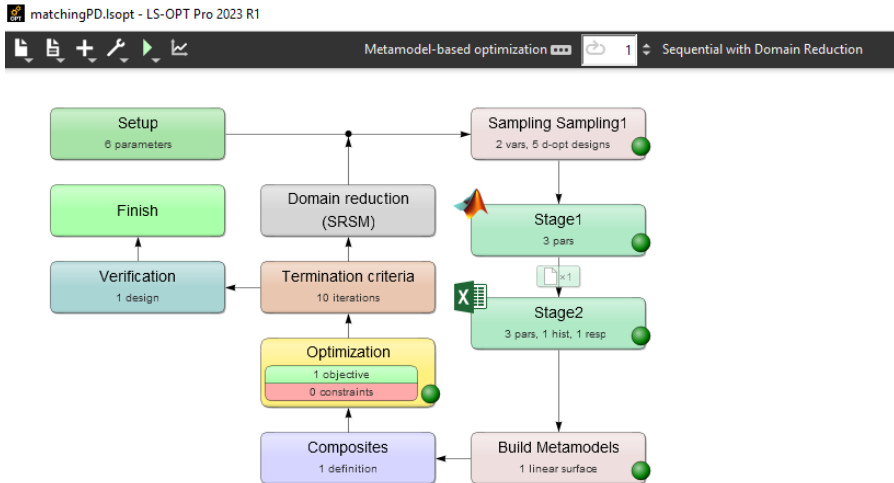 matchingPD.lsopt - LS-OPT Pro 2023 R1
Metamodel-based optimization 1 Sequential with Domain Reduction
Setup
6 parameters
Sampling Sampling1
2 vars, 5 d-opt designs
Finish
Domain reduction
(SRSM)
Stage1
3 pars
×1
Verification
1 design
Termination criteria
10 iterations
Stage2
3 pars, 1 hist, 1 resp
Optimization
1 objective
0 constraints
Composites
1 definition
Build Metamodels
1 linear surface